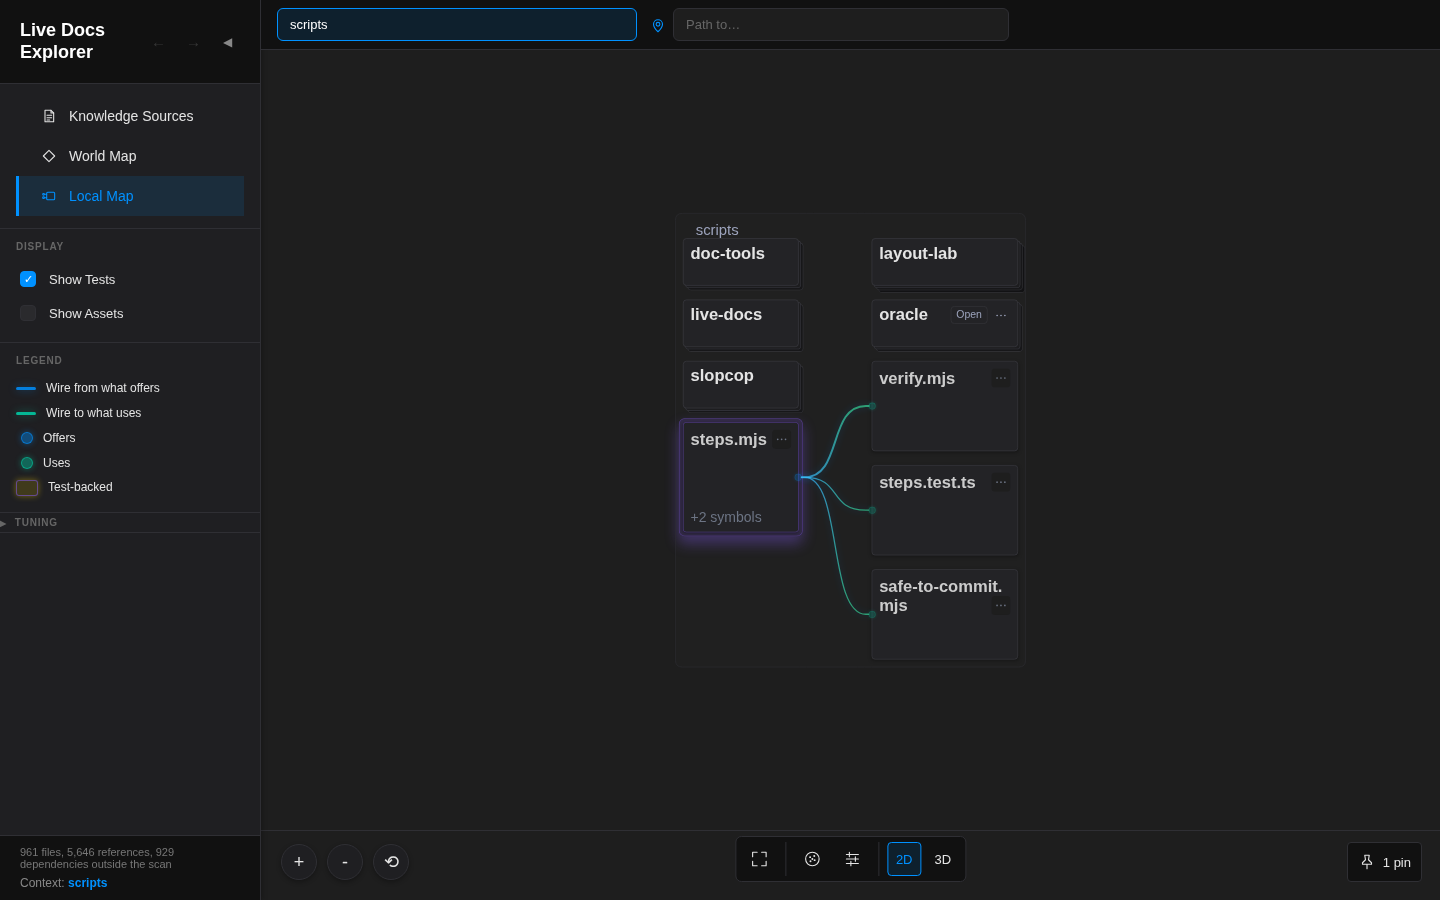 Live Docs
Explorer
← → ◀
Knowledge Sources
World Map
Local Map
DISPLAY
✓ Show Tests
Show Assets
LEGEND
Wire from what offers
Wire to what uses
Offers
Uses
Test-backed
▶ TUNING
961 files, 5,646 references, 929
dependencies outside the scan
Context: scripts
scripts
Path to…
scripts
doc-tools
layout-lab
live-docs
oracle Open ···
slopcop
verify.mjs ···
steps.mjs ···
+2 symbols
steps.test.ts ···
safe-to-commit.
mjs ···
+ - ⟲
2D 3D
1 pin